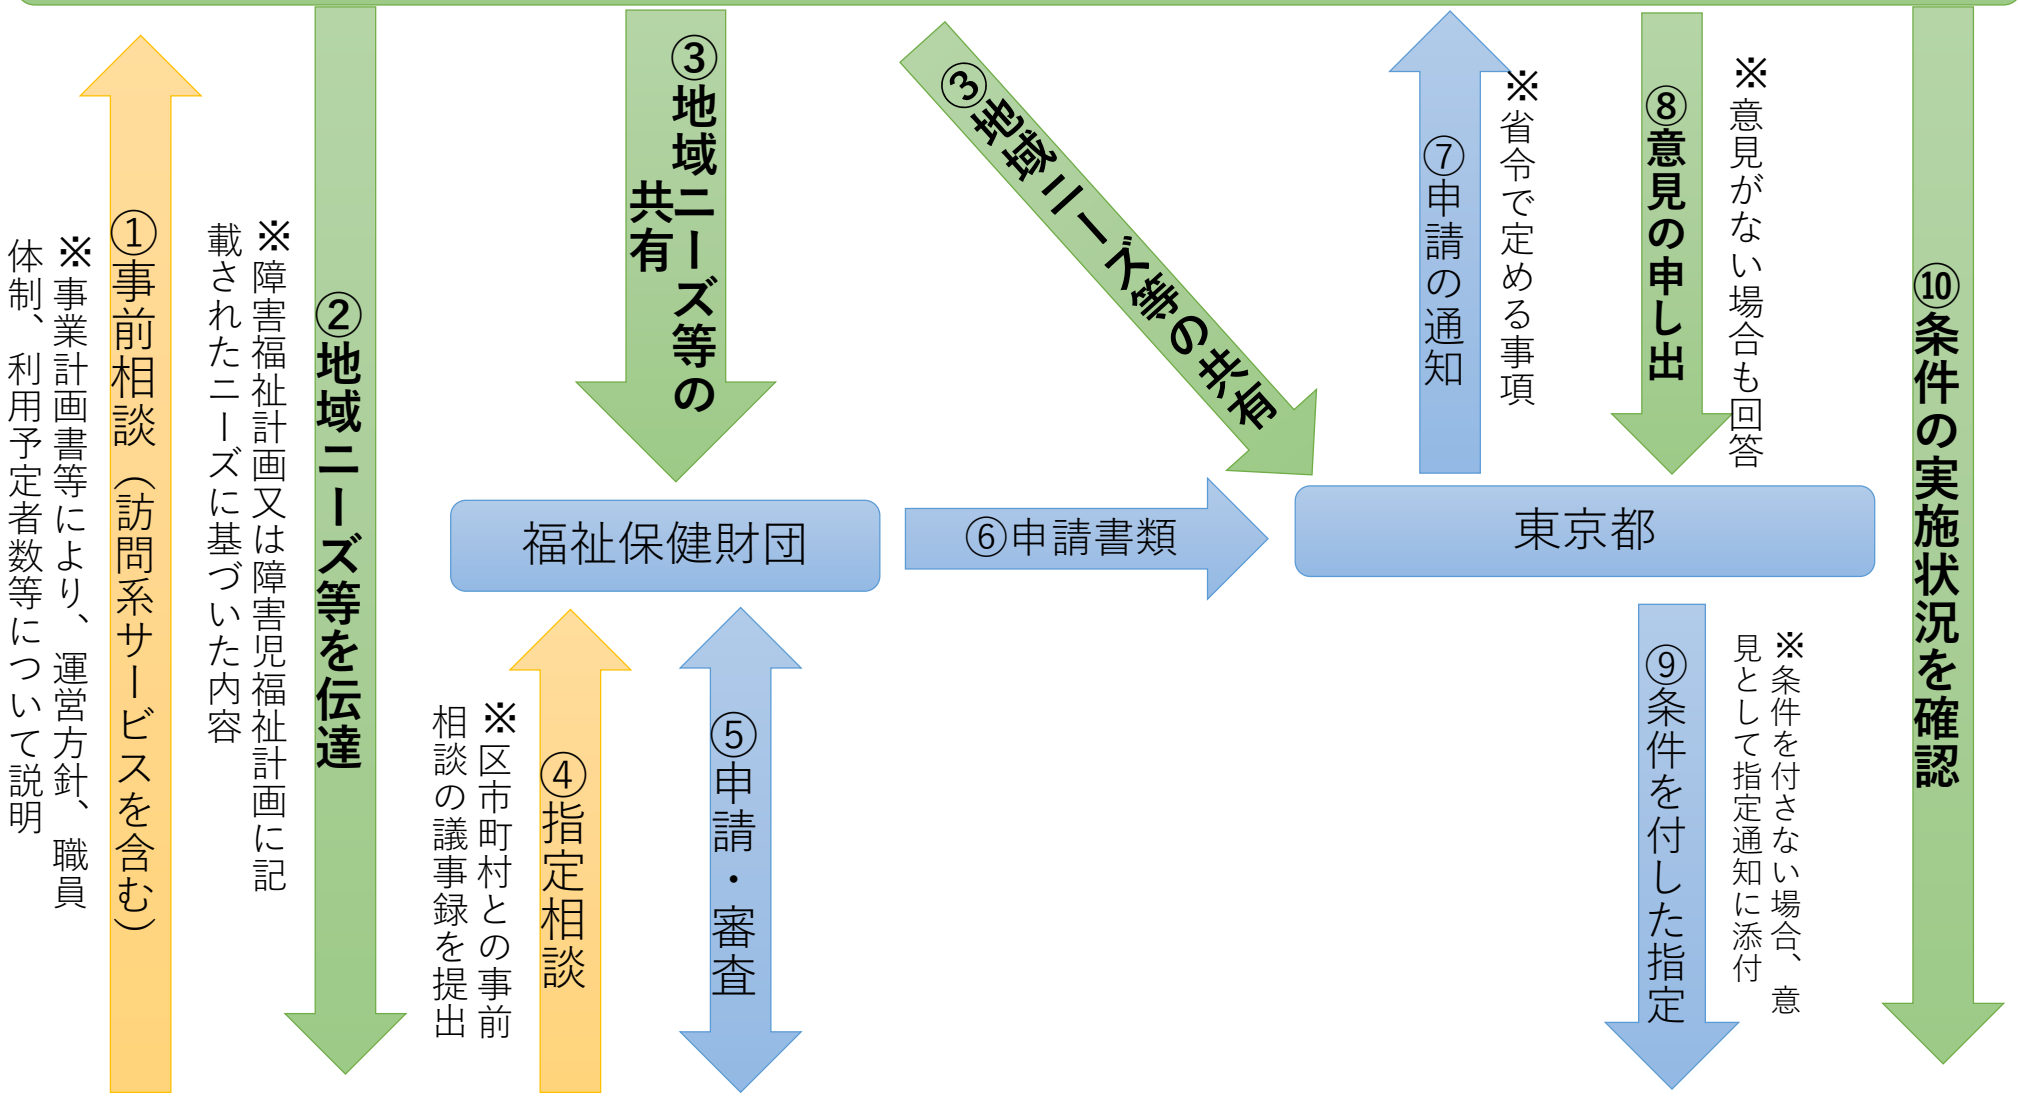 ①事前相談（訪問系サービスを含む）
※事業計画書等により、運営方針、職員
体制、利用予定者数等について説明
②地域ニーズ等を伝達
※障害福祉計画又は障害児福祉計画に記
載されたニーズに基づいた内容
③地域ニーズ等の
共有
③地域ニーズ等の共有
福祉保健財団
④指定相談
※区市町村との事前
相談の議事録を提出
⑤申請・審査
⑥申請書類
東京都
⑦申請の通知
※省令で定める事項
⑧意見の申し出
※意見がない場合も回答
⑨条件を付した指定
※条件を付さない場合、意
見として指定通知に添付
⑩条件の実施状況を確認